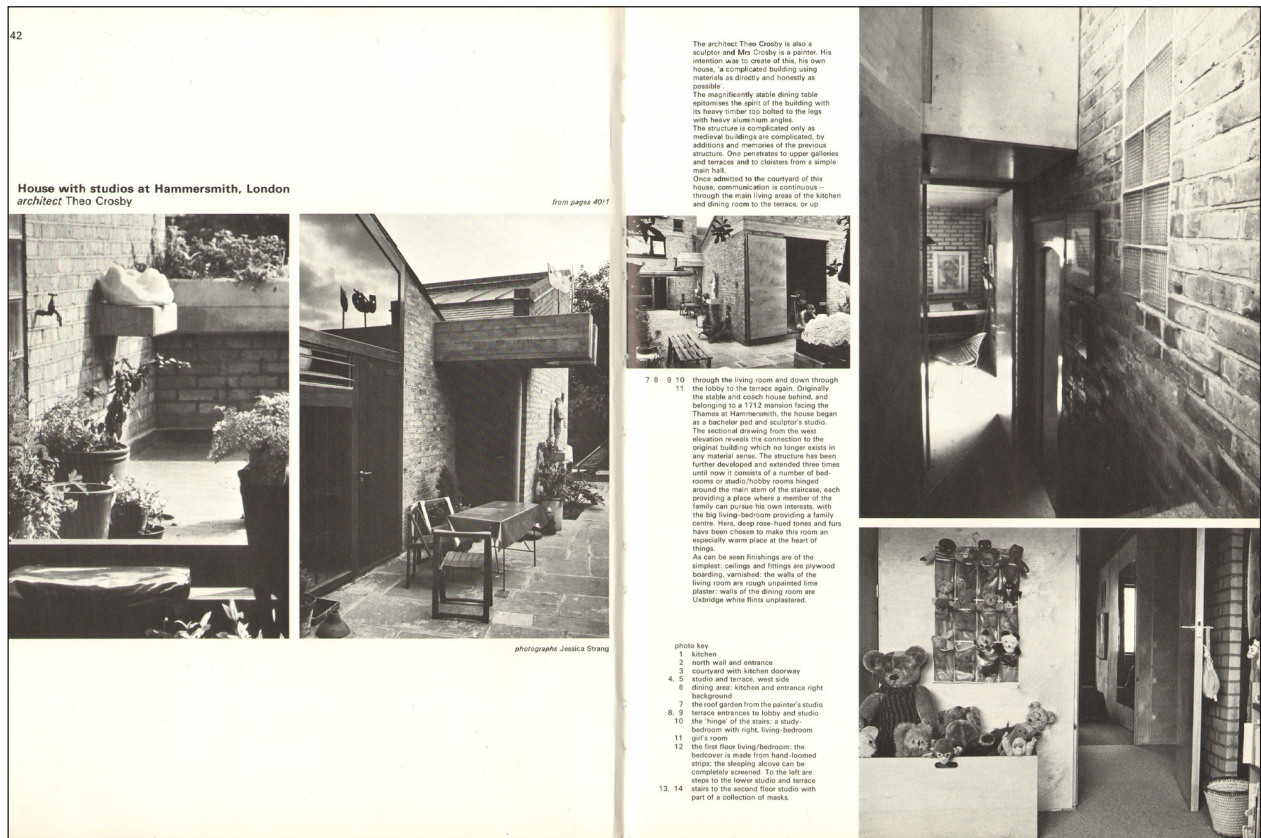 42
House with studios at Hammersmith, London
architect Theo Crosby
from pages 40/1
photographs Jessica Strang
The architect Theo Crosby is also a
sculptor and Mrs Crosby is a painter. His
intention was to create of this, his own
house, 'a complicated building using
materials as directly and honestly as
possible'.
The magnificently stable dining table
epitomises the spirit of the building with
its heavy timber top bolted to the legs
with heavy aluminium angles.
The structure is complicated only as
medieval buildings are complicated, by
additions and memories of the previous
structure. One penetrates to upper galleries
and terraces and to cloisters from a simple
main hall.
Once admitted to the courtyard of this
house, communication is continuous –
through the main living areas of the kitchen
and dining room to the terrace, or up
7 8 9 10 through the living room and down through
11 the lobby to the terrace again. Originally
the stable and coach house behind, and
belonging to a 1712 mansion facing the
Thames at Hammersmith, the house began
as a bachelor pad and sculptor's studio.
The sectional drawing from the west
elevation reveals the connection to the
original building which no longer exists in
any material sense. The structure has been
further developed and extended three times
until now it consists of a number of bed-
rooms or studio/hobby rooms hinged
around the main stem of the staircase, each
providing a place where a member of the
family can pursue his own interests, with
the big living-bedroom providing a family
centre. Here, deep rose-hued tones and furs
have been chosen to make this room an
especially warm place at the heart of
things.
As can be seen finishings are of the
simplest: ceilings and fittings are plywood
boarding, varnished: the walls of the
living room are rough unpainted lime
plaster: walls of the dining room are
Uxbridge white flints unplastered.
photo key
1 kitchen
2 north wall and entrance
3 courtyard with kitchen doorway
4, 5 studio and terrace, west side
6 dining area: kitchen and entrance right
background
7 the roof garden from the painter's studio
8, 9 terrace entrances to lobby and studio
10 the 'hinge' of the stairs: a study-
bedroom with right, living-bedroom
11 girl's room
12 the first floor living/bedroom: the
bedcover is made from hand-loomed
strips; the sleeping alcove can be
completely screened. To the left are
steps to the lower studio and terrace
13, 14 stairs to the second floor studio with
part of a collection of masks.